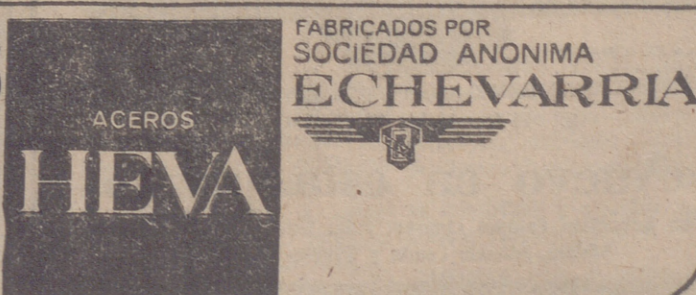 ACEROS
HEVA
FABRICADOS POR
SOCIEDAD ANONIMA
ECHEVARRIA